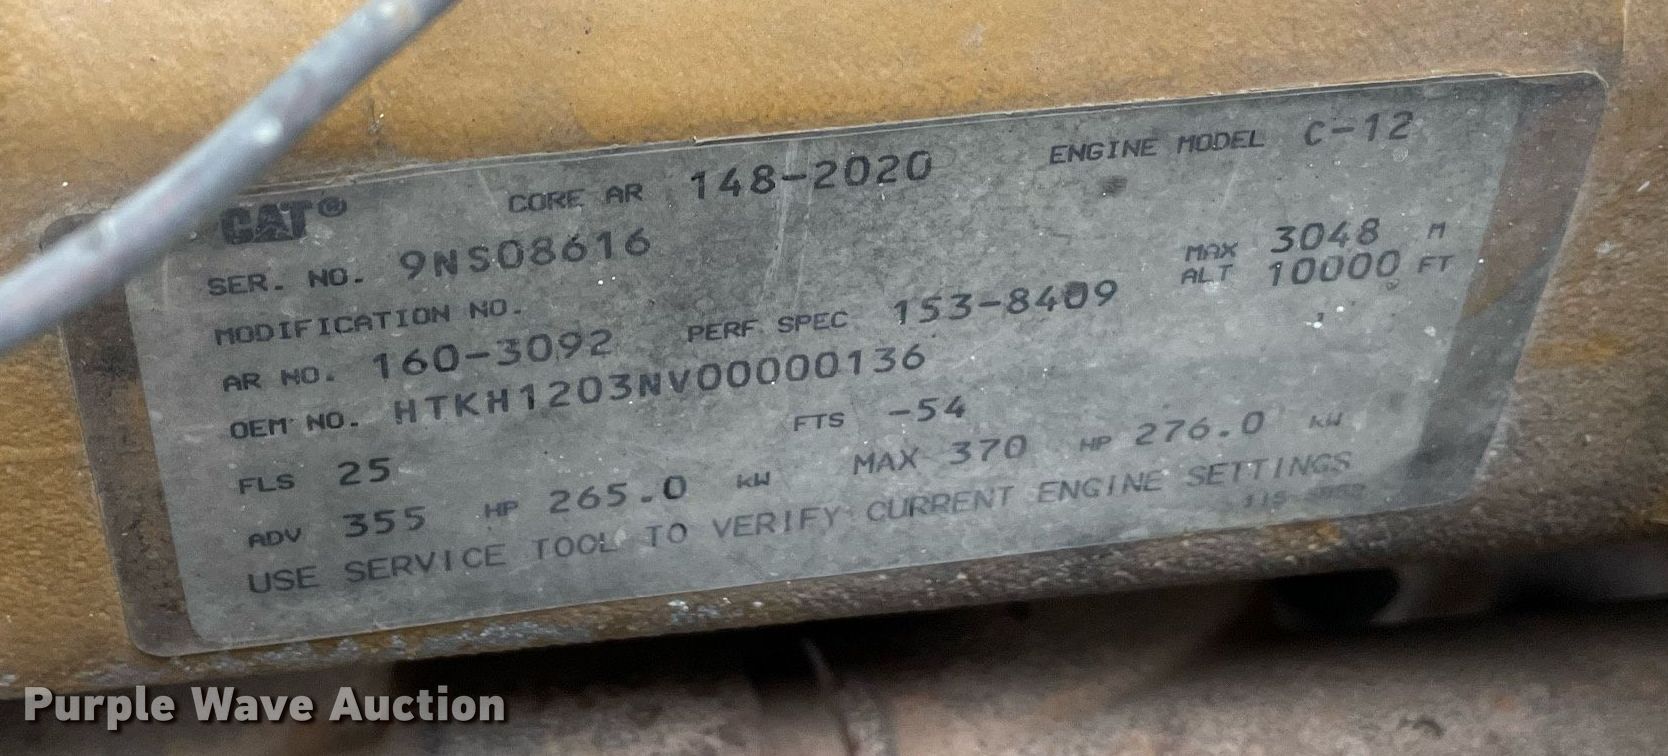 CAT® CORE AR 148-2020 ENGINE MODEL C-12
SER. NO. 9NS08616 MAX ALT 3048 M 10000 FT
MODIFICATION NO.
AR NO. 160-3092 PERF SPEC 153-8409
OEM NO. HTKH1203NV00000136
FLS 25 FTS -54
ADV 355 HP 265.0 kW MAX 370 HP 276.0 kW
USE SERVICE TOOL TO VERIFY CURRENT ENGINE SETTINGS
Purple Wave Auction